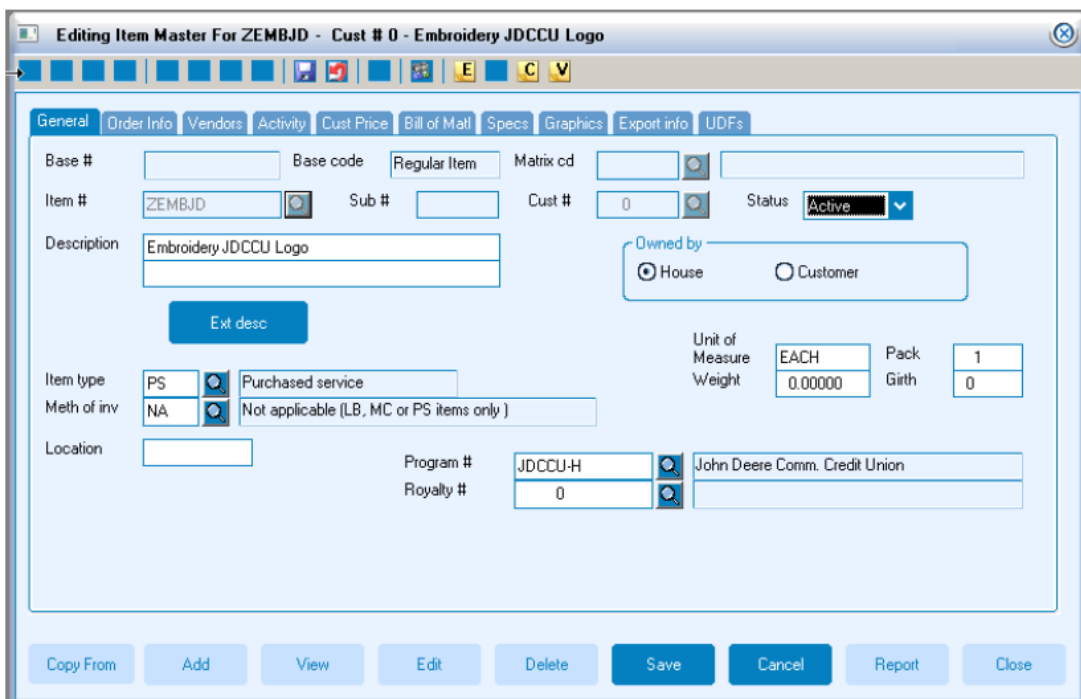 Editing Item Master For ZEMBJD - Cust # 0 - Embroidery JDCCU Logo
E C V
General Order Info Vendors Activity Cust Price Bill of Matl Specs Graphics Export info UDFs
Base # Base code Regular Item Matrix cd
Item # ZEMBJD Sub # Cust # 0 Status Active
Description Embroidery JDCCU Logo
Owned by
House Customer
Ext desc
Unit of
Measure EACH Pack 1
Weight 0.00000 Girth 0
Item type PS Purchased service
Meth of inv NA Not applicable (LB, MC or PS items only )
Location
Program # JDCCU-H John Deere Comm. Credit Union
Royalty # 0
Copy From Add View Edit Delete Save Cancel Report Close